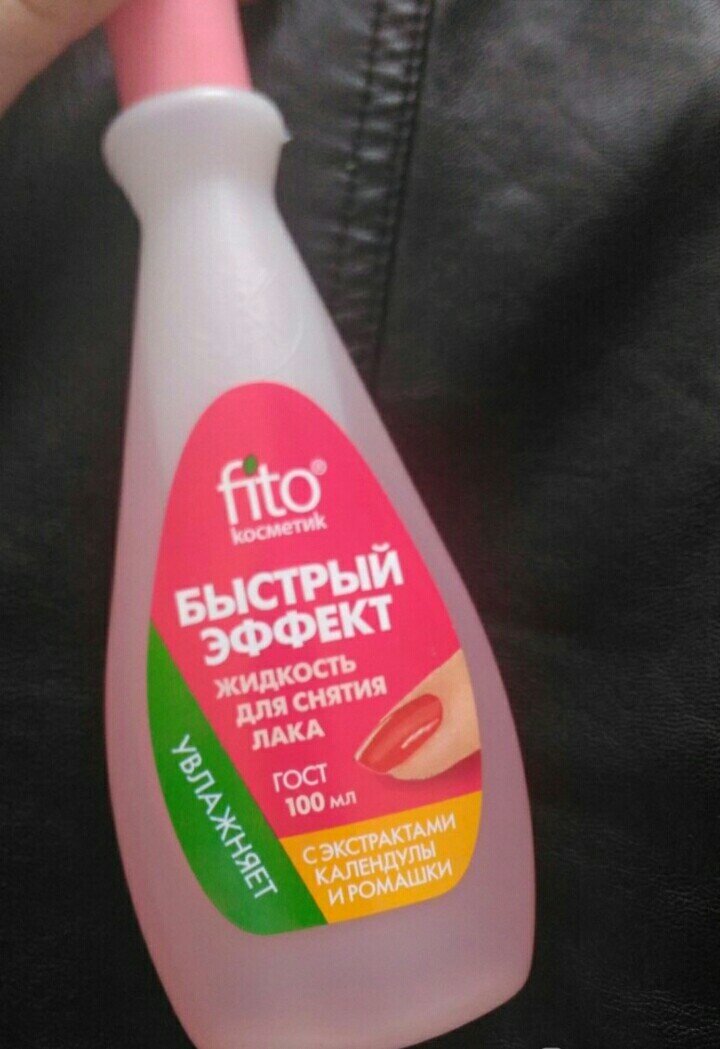 fito®
косметик
БЫСТРЫЙ
ЭФФЕКТ
ЖИДКОСТЬ
ДЛЯ СНЯТИЯ
ЛАКА
ГОСТ
100 мл
УВЛАЖНЯЕТ
С ЭКСТРАКТАМИ
КАЛЕНДУЛЫ
И РОМАШКИ